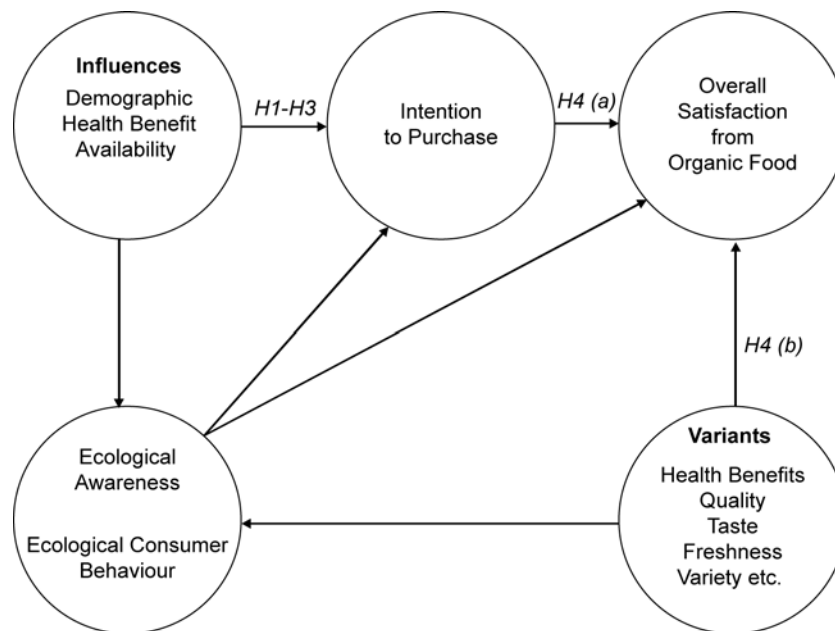 Influences
Demographic
Health Benefit
Availability
H1-H3
Intention
to Purchase
H4 (a)
Overall
Satisfaction
from
Organic Food
H4 (b)
Ecological
Awareness
Ecological Consumer
Behaviour
Variants
Health Benefits
Quality
Taste
Freshness
Variety etc.